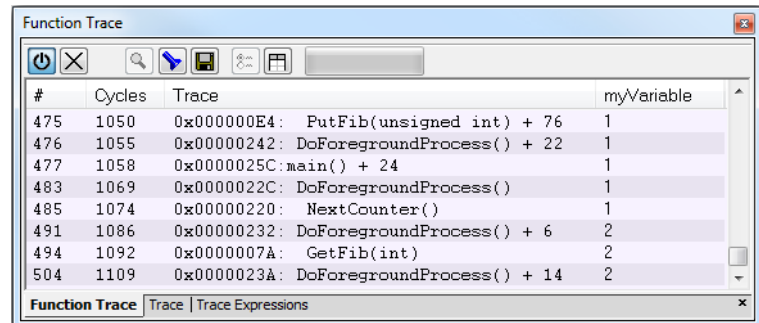 Function Trace
# Cycles Trace myVariable
475 1050 0x000000E4: PutFib(unsigned int) + 76 1
476 1055 0x00000242: DoForegroundProcess() + 22 1
477 1058 0x0000025C:main() + 24 1
483 1069 0x0000022C: DoForegroundProcess() 1
485 1074 0x00000220: NextCounter() 1
491 1086 0x00000232: DoForegroundProcess() + 6 2
494 1092 0x0000007A: GetFib(int) 2
504 1109 0x0000023A: DoForegroundProcess() + 14 2
Function Trace Trace | Trace Expressions x